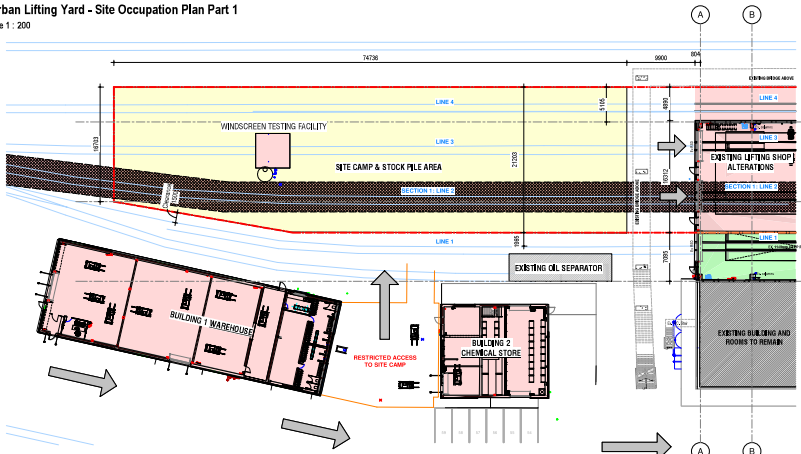 rban Lifting Yard - Site Occupation Plan Part 1
e 1 : 200
A
B
74736
9900
804
EXISTING BRIDGE ABOVE
LINE 4
LINE 4
5105
4890
WINDSCREEN TESTING FACILITY
16703
LINE 3
LINE 3
21203
SITE CAMP & STOCK PILE AREA
EXISTING LIFTING SHOP
ALTERATIONS
16312
SECTION 1: LINE 2
SECTION 1: LINE 2
Clearance
LINE 1
LINE 1
1985
7093
EXISTING OIL SEPARATOR
BUILDING 1 WAREHOUSE
BUILDING 2
CHEMICAL STORE
EXISTING BUILDING AND
ROOMS TO REMAIN
RESTRICTED ACCESS
TO SITE CAMP
A
B